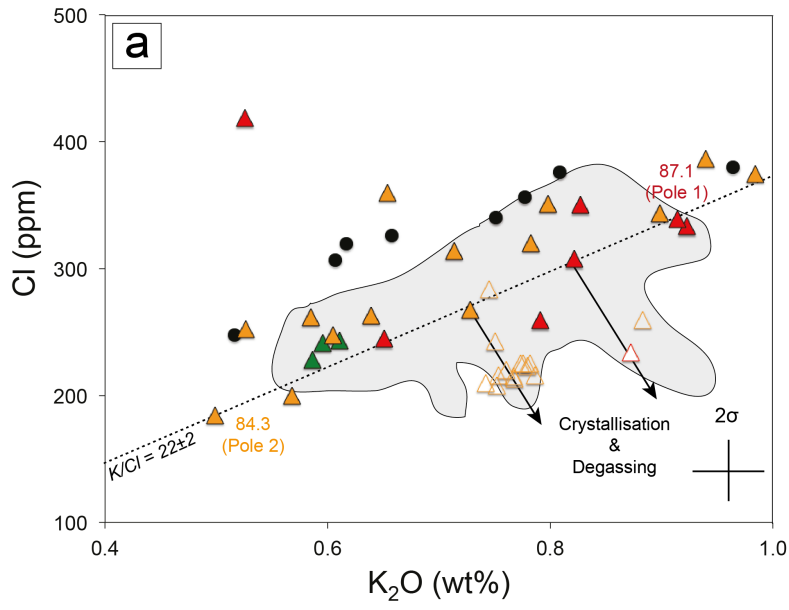 a
500
400
300
200
100
Cl (ppm)
87.1
(Pole 1)
84.3
(Pole 2)
K/Cl = 22±2
Crystallisation
&
Degassing
2σ
0.4
0.6
0.8
1.0
K₂O (wt%)